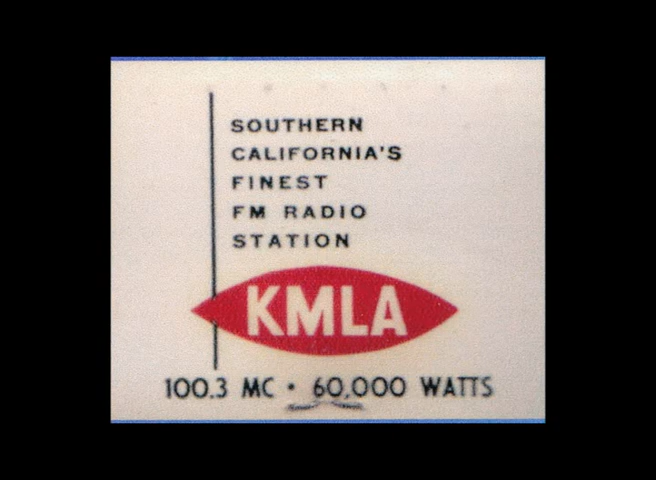 SOUTHERN
CALIFORNIA'S
FINEST
FM RADIO
STATION
KMLA
100.3 MC • 60,000 WATTS